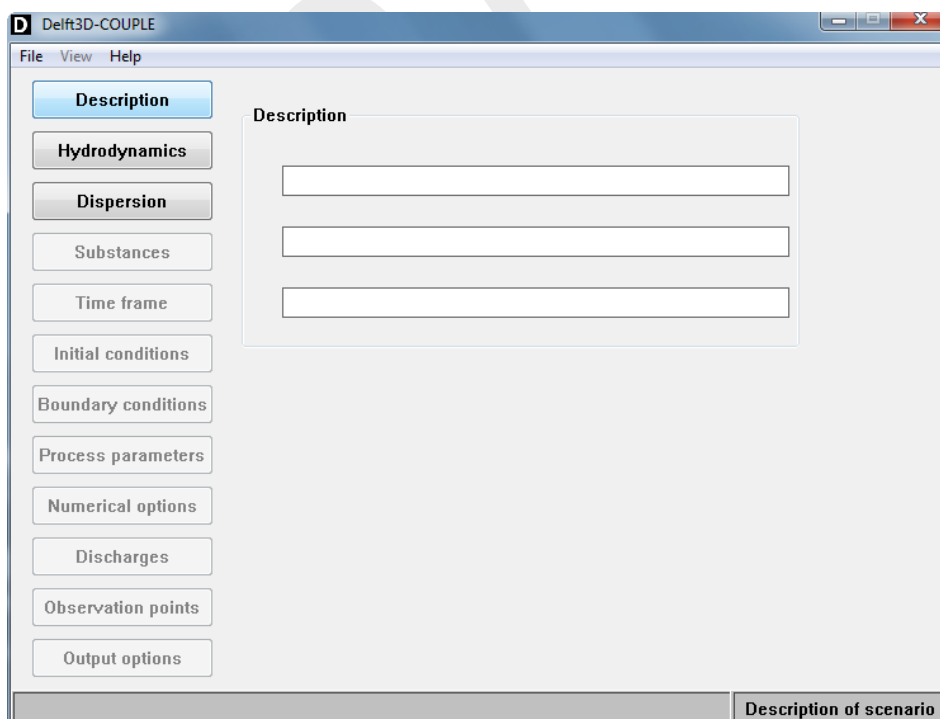 D Delft3D-COUPLE
File View Help
Description
Hydrodynamics
Dispersion
Substances
Time frame
Initial conditions
Boundary conditions
Process parameters
Numerical options
Discharges
Observation points
Output options
Description
Description of scenario